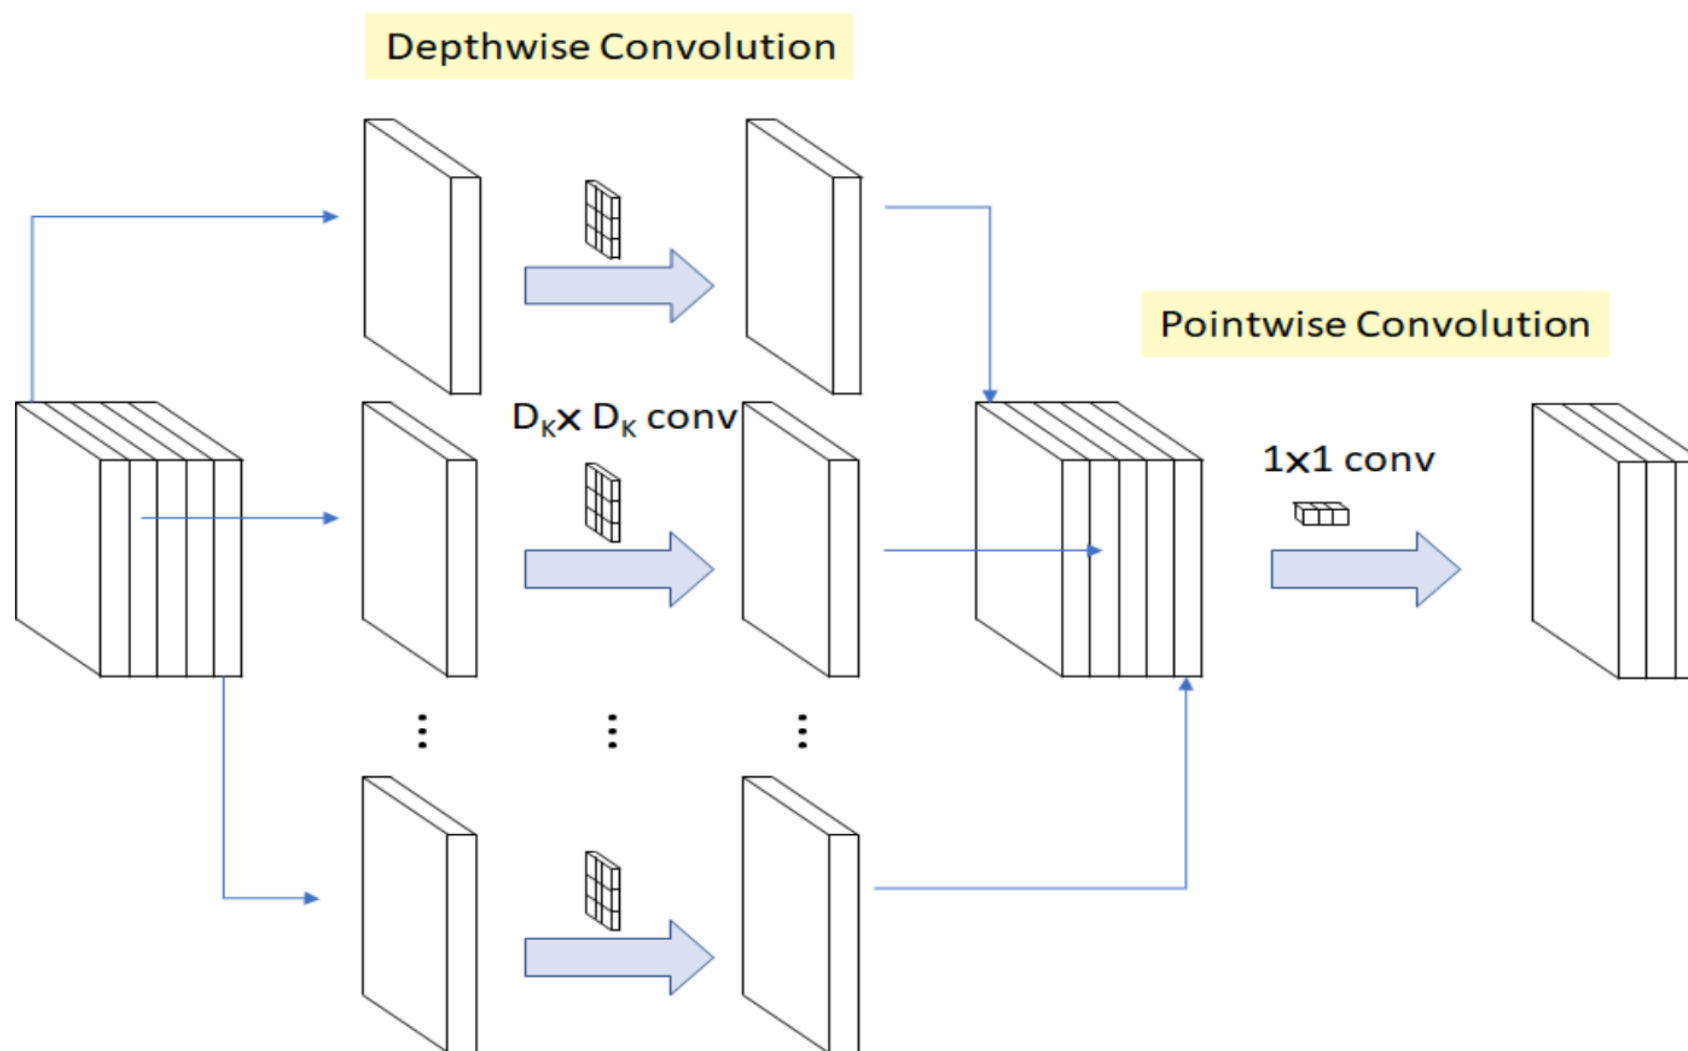 Depthwise Convolution
Pointwise Convolution
Dₖx Dₖ conv
1x1 conv